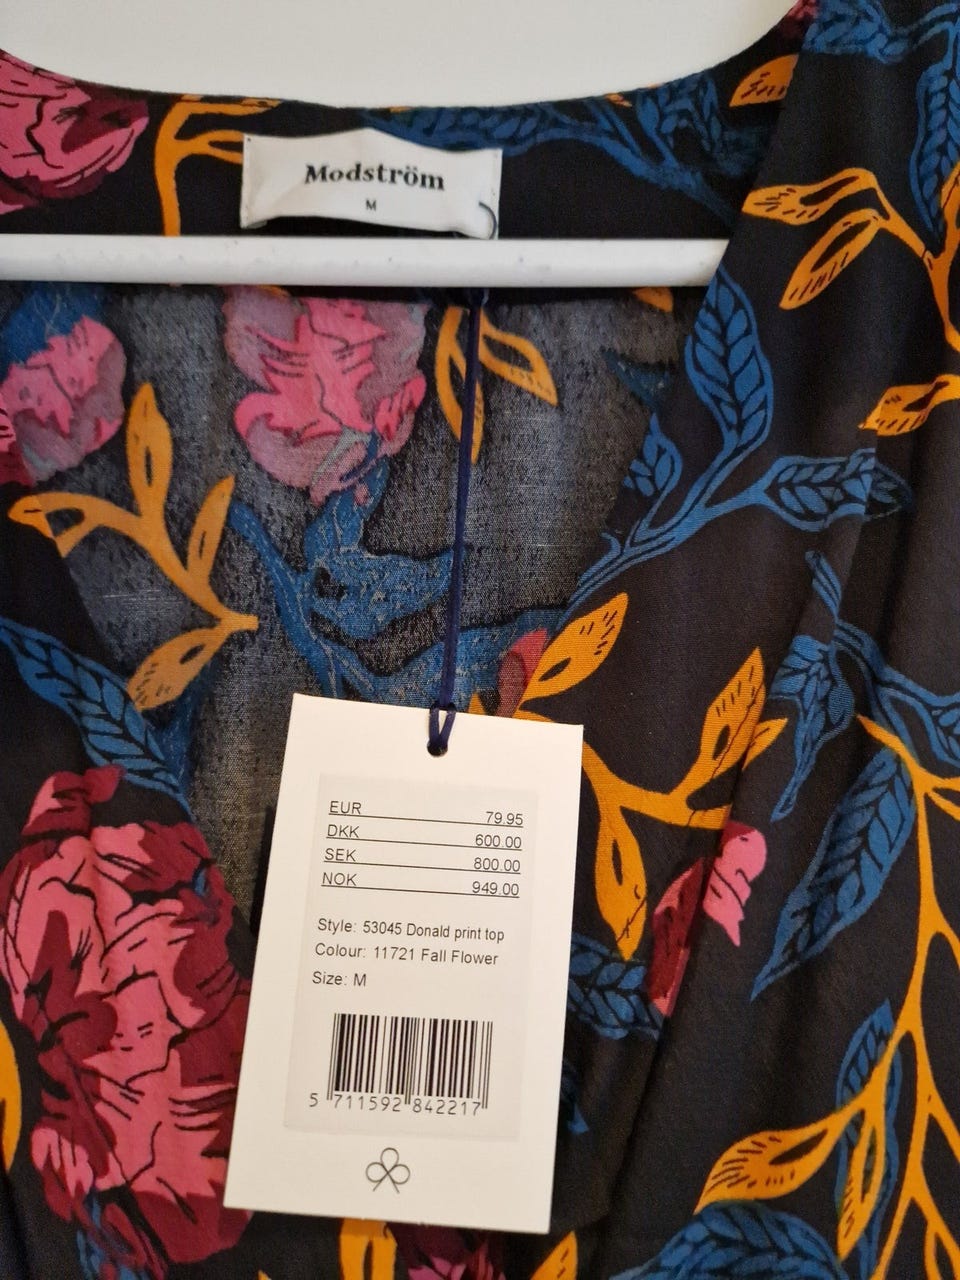 Modström
M
EUR 79.95
DKK 600.00
SEK 800.00
NOK 949.00
Style: 53045 Donald print top
Colour: 11721 Fall Flower
Size: M
5 711592 842217